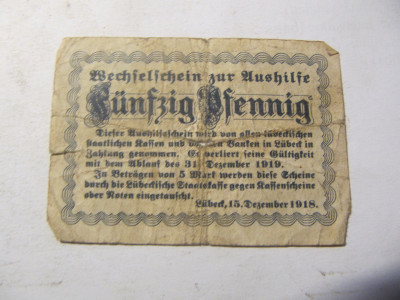 Wechselschein zur Aushilfe
Fünfzig Pfennig
Dieser Aushilfsschein wird von allen lübeckischen
staatlichen Kassen und von den Banken in Lübeck in
Zahlung genommen. Er verliert seine Gültigkeit
mit dem Ablauf des 31. Dezember 1919.
In Beträgen von 5 Mark werden diese Scheine
durch die Lübeckische Staatskasse gegen Kassenscheine
oder Noten eingetauscht.
Lübeck, 15. Dezember 1918.